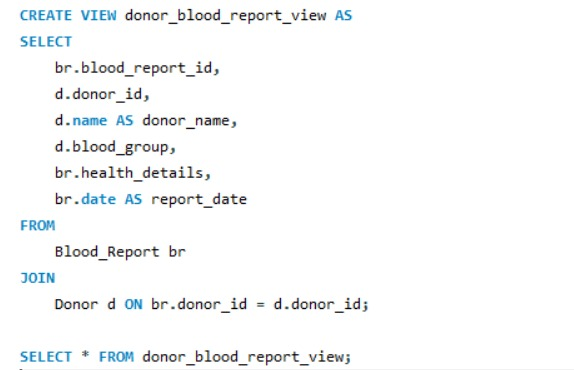 CREATE VIEW donor_blood_report_view AS
SELECT
    br.blood_report_id,
    d.donor_id,
    d.name AS donor_name,
    d.blood_group,
    br.health_details,
    br.date AS report_date
FROM
    Blood_Report br
JOIN
    Donor d ON br.donor_id = d.donor_id;

SELECT * FROM donor_blood_report_view;